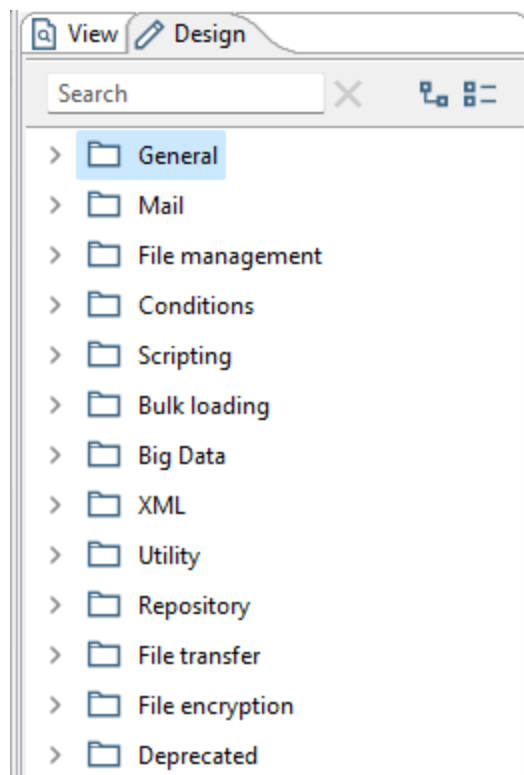 View Design
Search
General
Mail
File management
Conditions
Scripting
Bulk loading
Big Data
XML
Utility
Repository
File transfer
File encryption
Deprecated